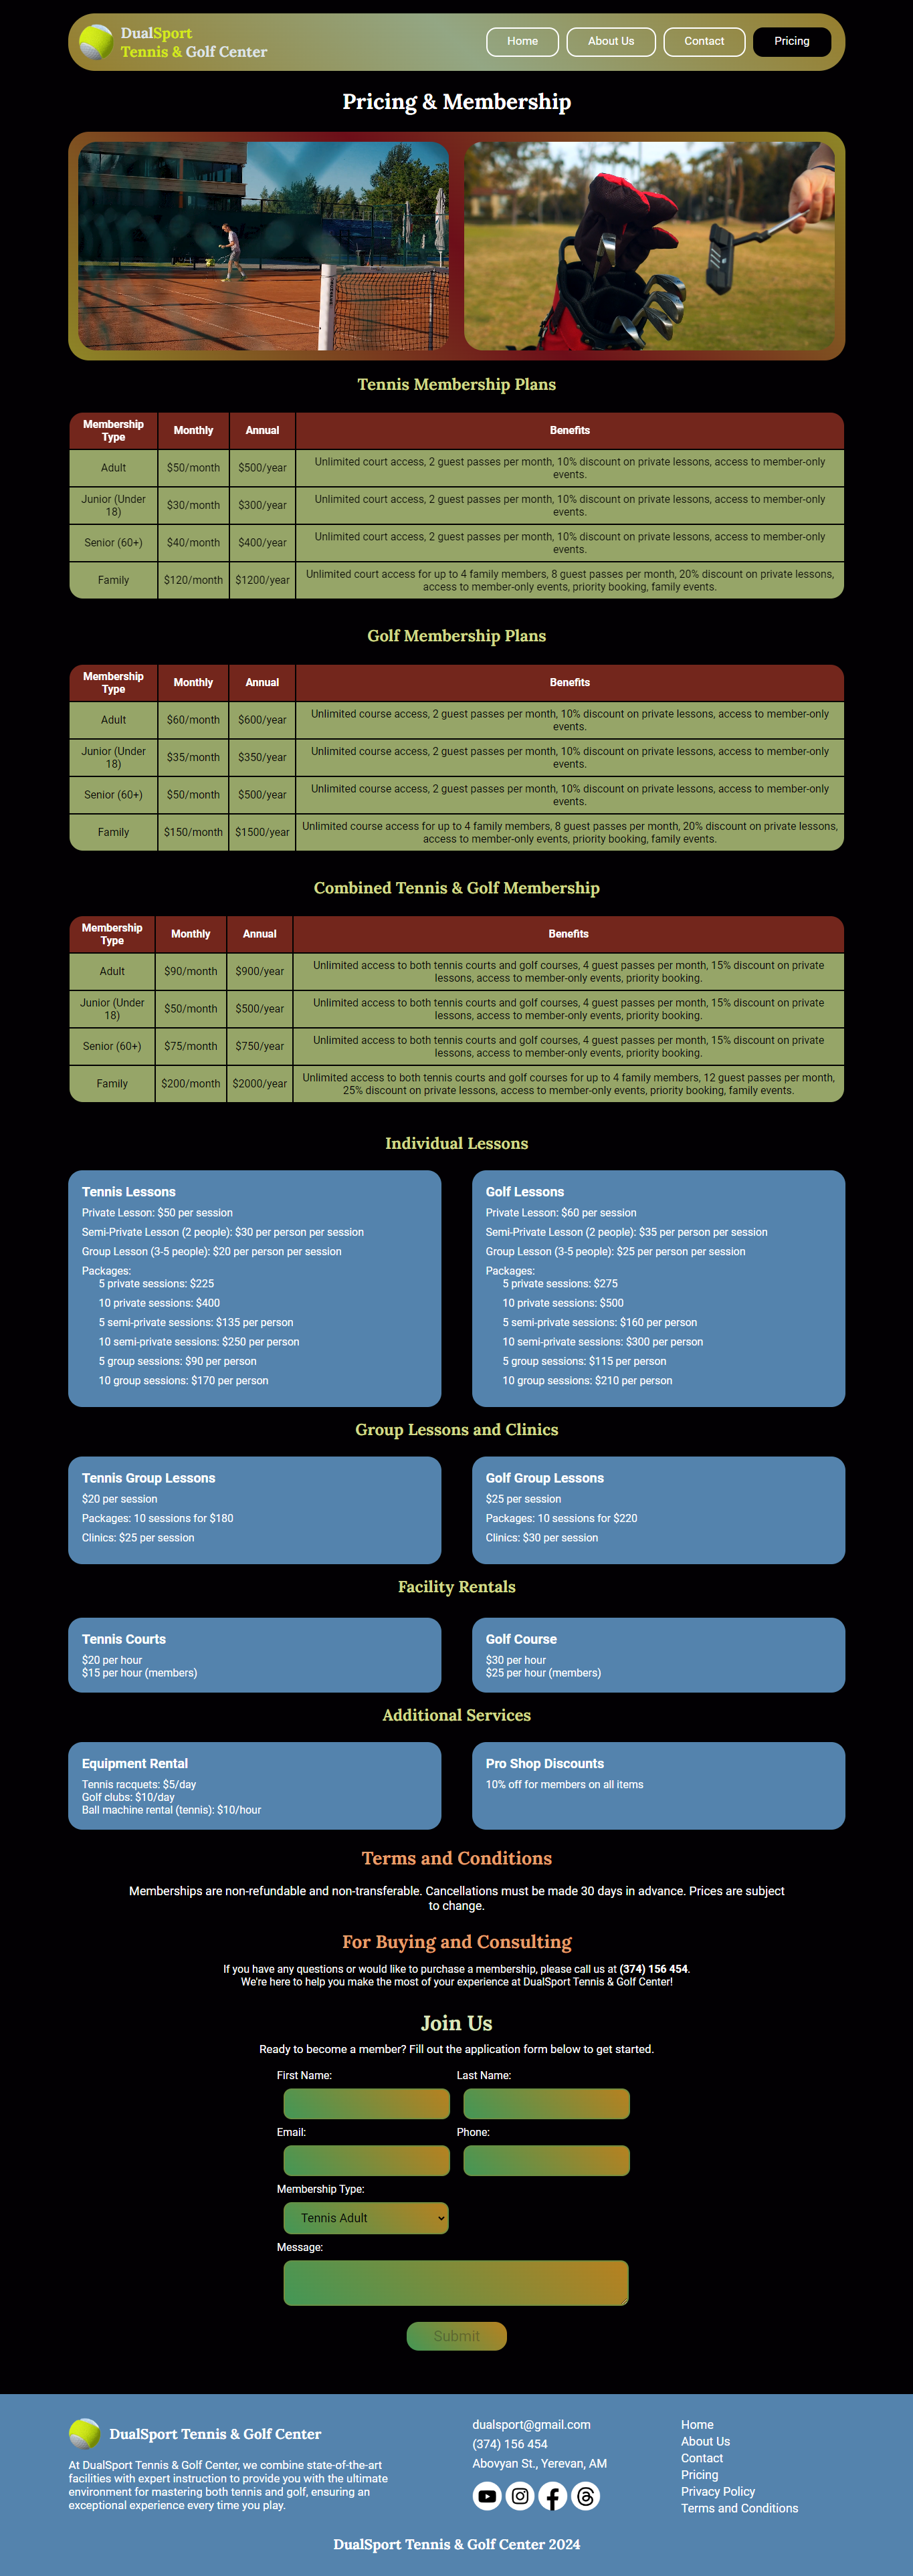 DualSport
Tennis & Golf Center
Home
About Us
Contact
Pricing
Pricing & Membership
Tennis Membership Plans
Membership
Type
Monthly
Annual
Benefits
Adult
$50/month
$500/year
Unlimited court access, 2 guest passes per month, 10% discount on private lessons, access to member-only
events.
Junior (Under
18)
$30/month
$300/year
Unlimited court access, 2 guest passes per month, 10% discount on private lessons, access to member-only
events.
Senior (60+)
$40/month
$400/year
Unlimited court access, 2 guest passes per month, 10% discount on private lessons, access to member-only
events.
Family
$120/month
$1200/year
Unlimited court access for up to 4 family members, 8 guest passes per month, 20% discount on private lessons,
access to member-only events, priority booking, family events.
Golf Membership Plans
Membership
Type
Monthly
Annual
Benefits
Adult
$60/month
$600/year
Unlimited course access, 2 guest passes per month, 10% discount on private lessons, access to member-only
events.
Junior (Under
18)
$35/month
$350/year
Unlimited course access, 2 guest passes per month, 10% discount on private lessons, access to member-only
events.
Senior (60+)
$50/month
$500/year
Unlimited course access, 2 guest passes per month, 10% discount on private lessons, access to member-only
events.
Family
$150/month
$1500/year
Unlimited course access for up to 4 family members, 8 guest passes per month, 20% discount on private lessons,
access to member-only events, priority booking, family events.
Combined Tennis & Golf Membership
Membership
Type
Monthly
Annual
Benefits
Adult
$90/month
$900/year
Unlimited access to both tennis courts and golf courses, 4 guest passes per month, 15% discount on private
lessons, access to member-only events, priority booking.
Junior (Under
18)
$50/month
$500/year
Unlimited access to both tennis courts and golf courses, 4 guest passes per month, 15% discount on private
lessons, access to member-only events, priority booking.
Senior (60+)
$75/month
$750/year
Unlimited access to both tennis courts and golf courses, 4 guest passes per month, 15% discount on private
lessons, access to member-only events, priority booking.
Family
$200/month
$2000/year
Unlimited access to both tennis courts and golf courses for up to 4 family members, 12 guest passes per month,
25% discount on private lessons, access to member-only events, priority booking, family events.
Individual Lessons
Tennis Lessons
Private Lesson: $50 per session
Semi-Private Lesson (2 people): $30 per person per session
Group Lesson (3-5 people): $20 per person per session
Packages:
5 private sessions: $225
10 private sessions: $400
5 semi-private sessions: $135 per person
10 semi-private sessions: $250 per person
5 group sessions: $90 per person
10 group sessions: $170 per person
Golf Lessons
Private Lesson: $60 per session
Semi-Private Lesson (2 people): $35 per person per session
Group Lesson (3-5 people): $25 per person per session
Packages:
5 private sessions: $275
10 private sessions: $500
5 semi-private sessions: $160 per person
10 semi-private sessions: $300 per person
5 group sessions: $115 per person
10 group sessions: $210 per person
Group Lessons and Clinics
Tennis Group Lessons
$20 per session
Packages: 10 sessions for $180
Clinics: $25 per session
Golf Group Lessons
$25 per session
Packages: 10 sessions for $220
Clinics: $30 per session
Facility Rentals
Tennis Courts
$20 per hour
$15 per hour (members)
Golf Course
$30 per hour
$25 per hour (members)
Additional Services
Equipment Rental
Tennis racquets: $5/day
Golf clubs: $10/day
Ball machine rental (tennis): $10/hour
Pro Shop Discounts
10% off for members on all items
Terms and Conditions
Memberships are non-refundable and non-transferable. Cancellations must be made 30 days in advance. Prices are subject
to change.
For Buying and Consulting
If you have any questions or would like to purchase a membership, please call us at (374) 156 454.
We're here to help you make the most of your experience at DualSport Tennis & Golf Center!
Join Us
Ready to become a member? Fill out the application form below to get started.
First Name:
Last Name:
Email:
Phone:
Membership Type:
Tennis Adult
Message:
Submit
DualSport Tennis & Golf Center
At DualSport Tennis & Golf Center, we combine state-of-the-art
facilities with expert instruction to provide you with the ultimate
environment for mastering both tennis and golf, ensuring an
exceptional experience every time you play.
dualsport@gmail.com
(374) 156 454
Abovyan St., Yerevan, AM
Home
About Us
Contact
Pricing
Privacy Policy
Terms and Conditions
DualSport Tennis & Golf Center 2024